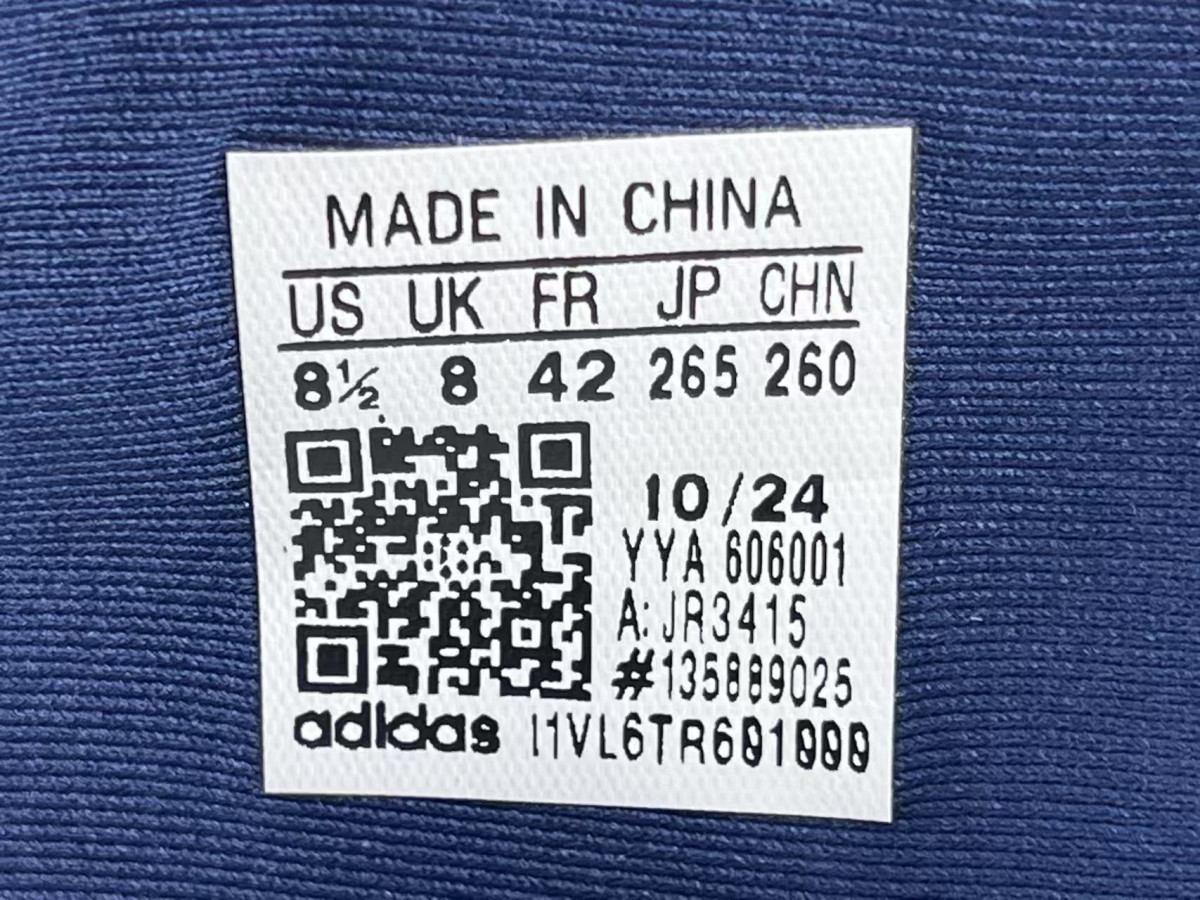 MADE IN CHINA
US UK FR JP CHN
8½ 8 42 265 260
10/24
YYA 606001
A: JR3415
#135889025
adidas